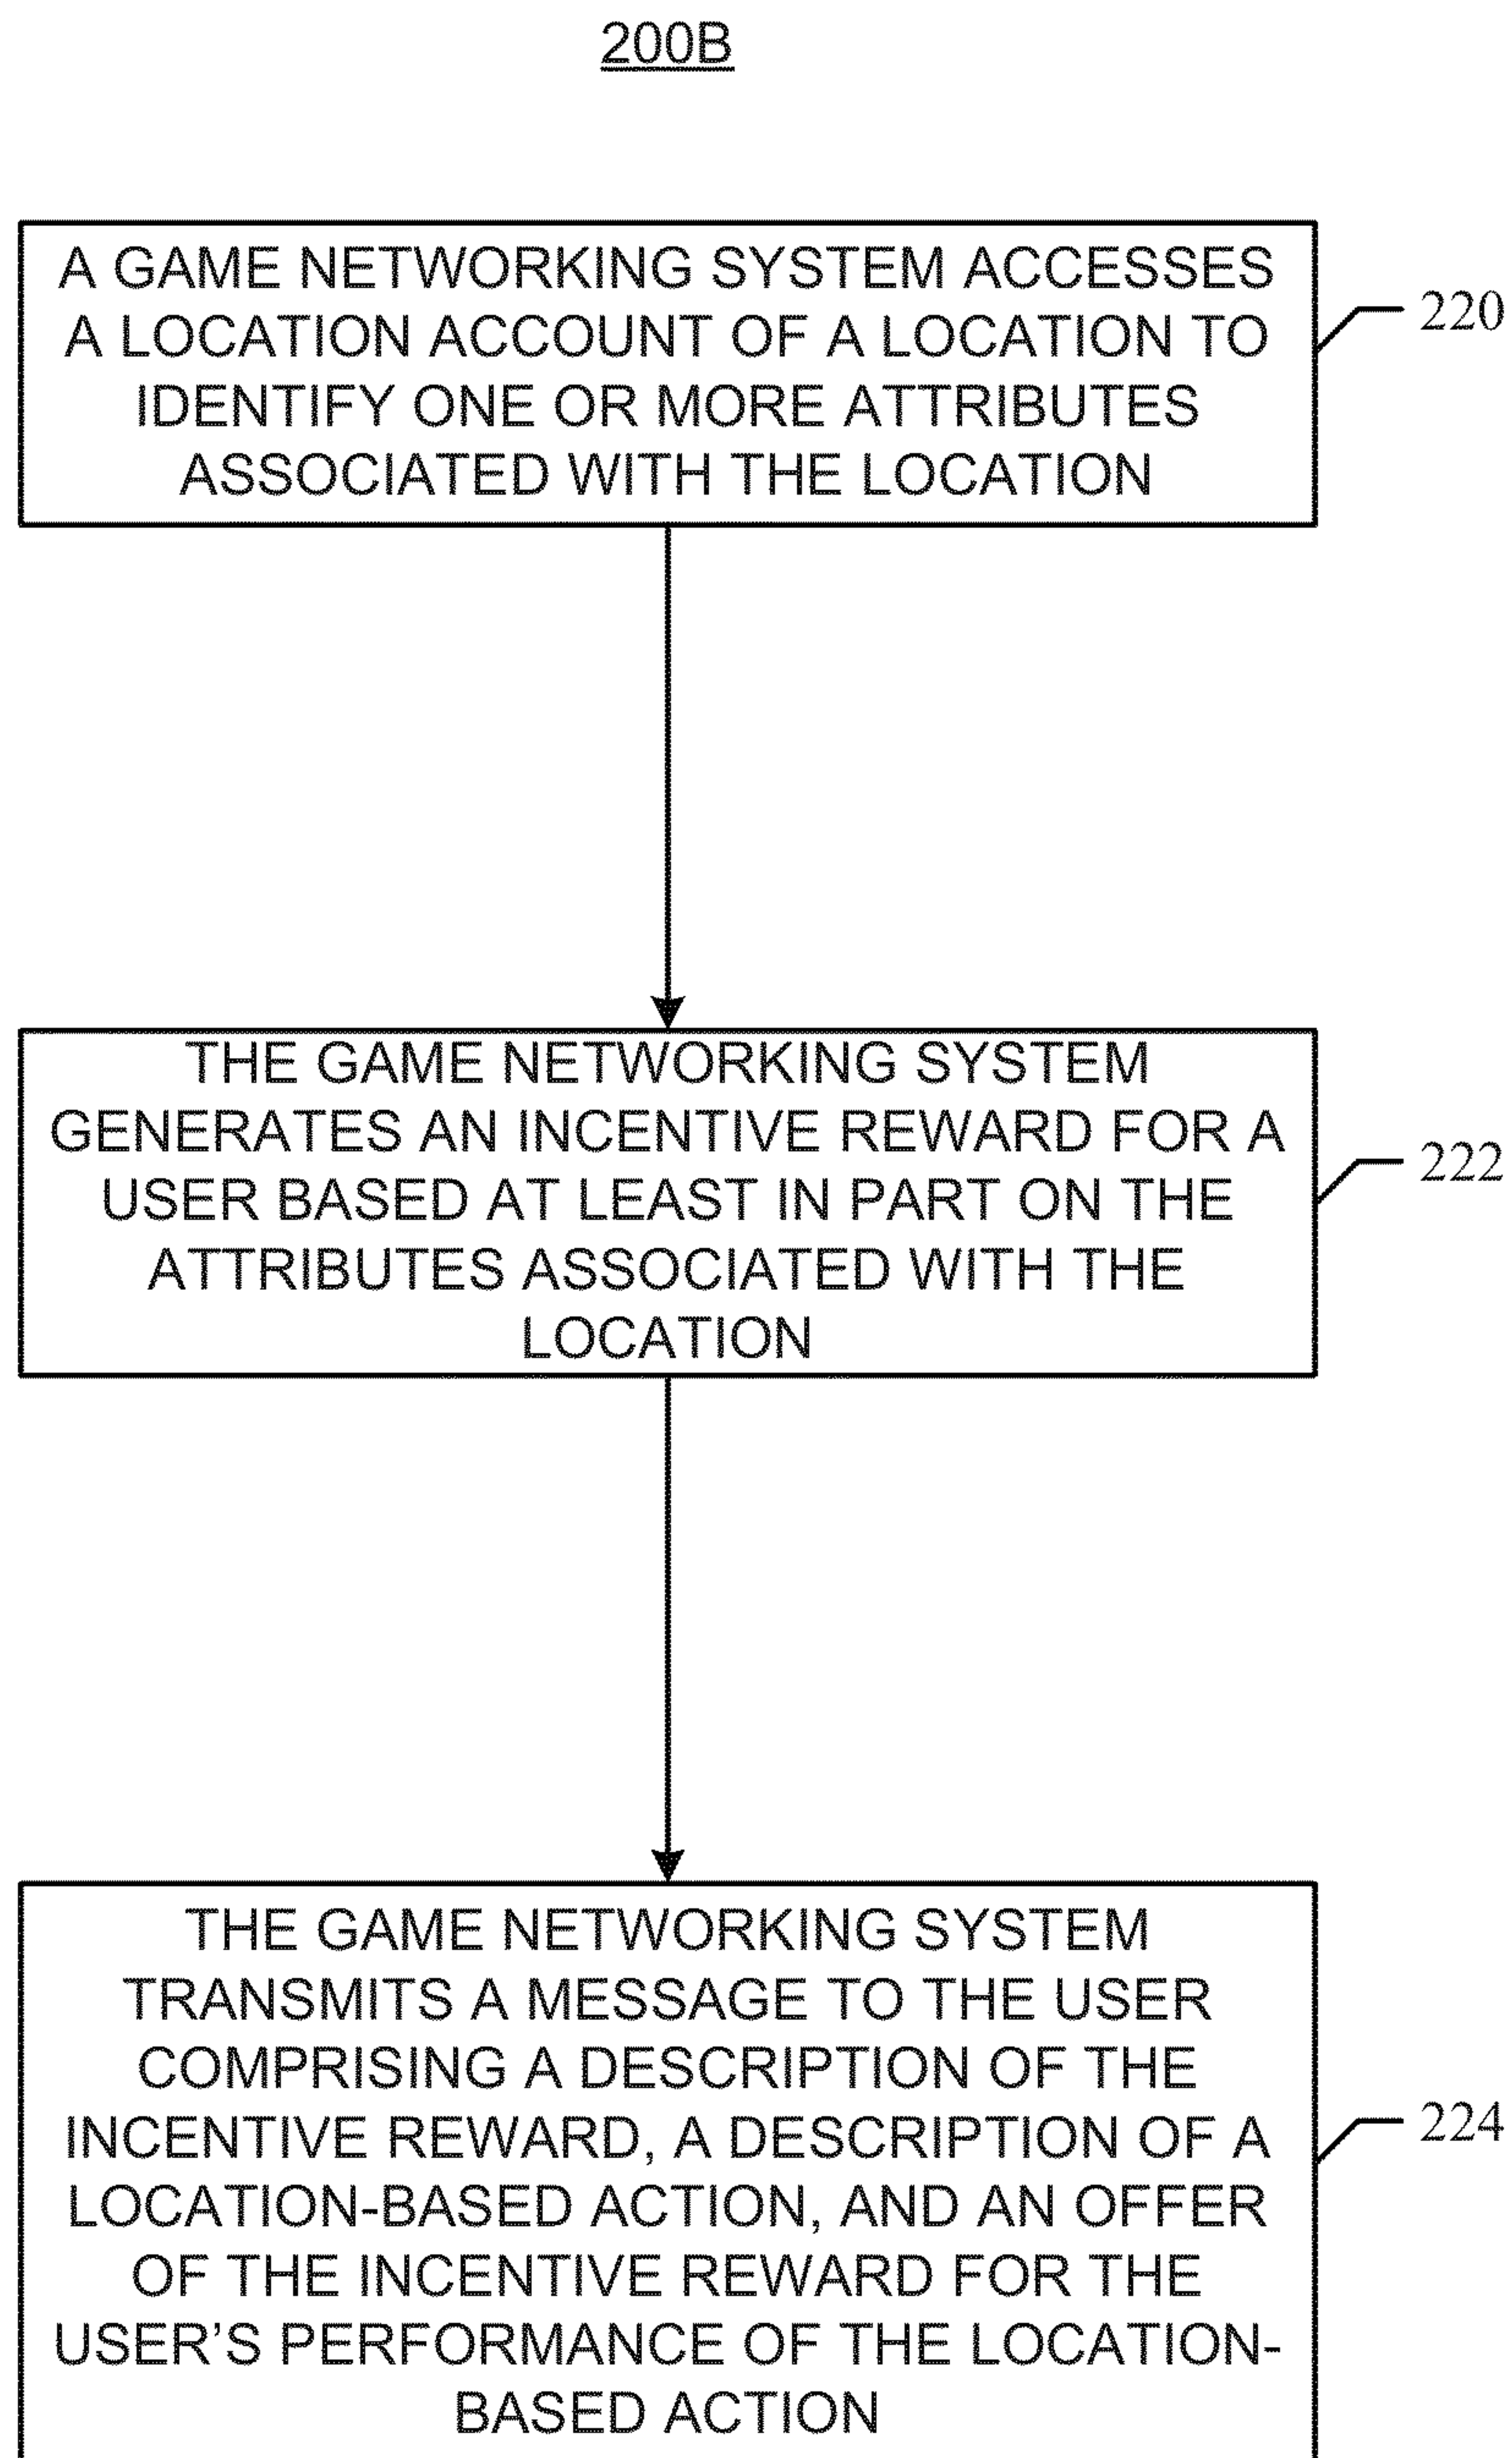 200B
A GAME NETWORKING SYSTEM ACCESSES
A LOCATION ACCOUNT OF A LOCATION TO
IDENTIFY ONE OR MORE ATTRIBUTES
ASSOCIATED WITH THE LOCATION
220
THE GAME NETWORKING SYSTEM
GENERATES AN INCENTIVE REWARD FOR A
USER BASED AT LEAST IN PART ON THE
ATTRIBUTES ASSOCIATED WITH THE
LOCATION
222
THE GAME NETWORKING SYSTEM
TRANSMITS A MESSAGE TO THE USER
COMPRISING A DESCRIPTION OF THE
INCENTIVE REWARD, A DESCRIPTION OF A
LOCATION-BASED ACTION, AND AN OFFER
OF THE INCENTIVE REWARD FOR THE
USER’S PERFORMANCE OF THE LOCATION-
BASED ACTION
224